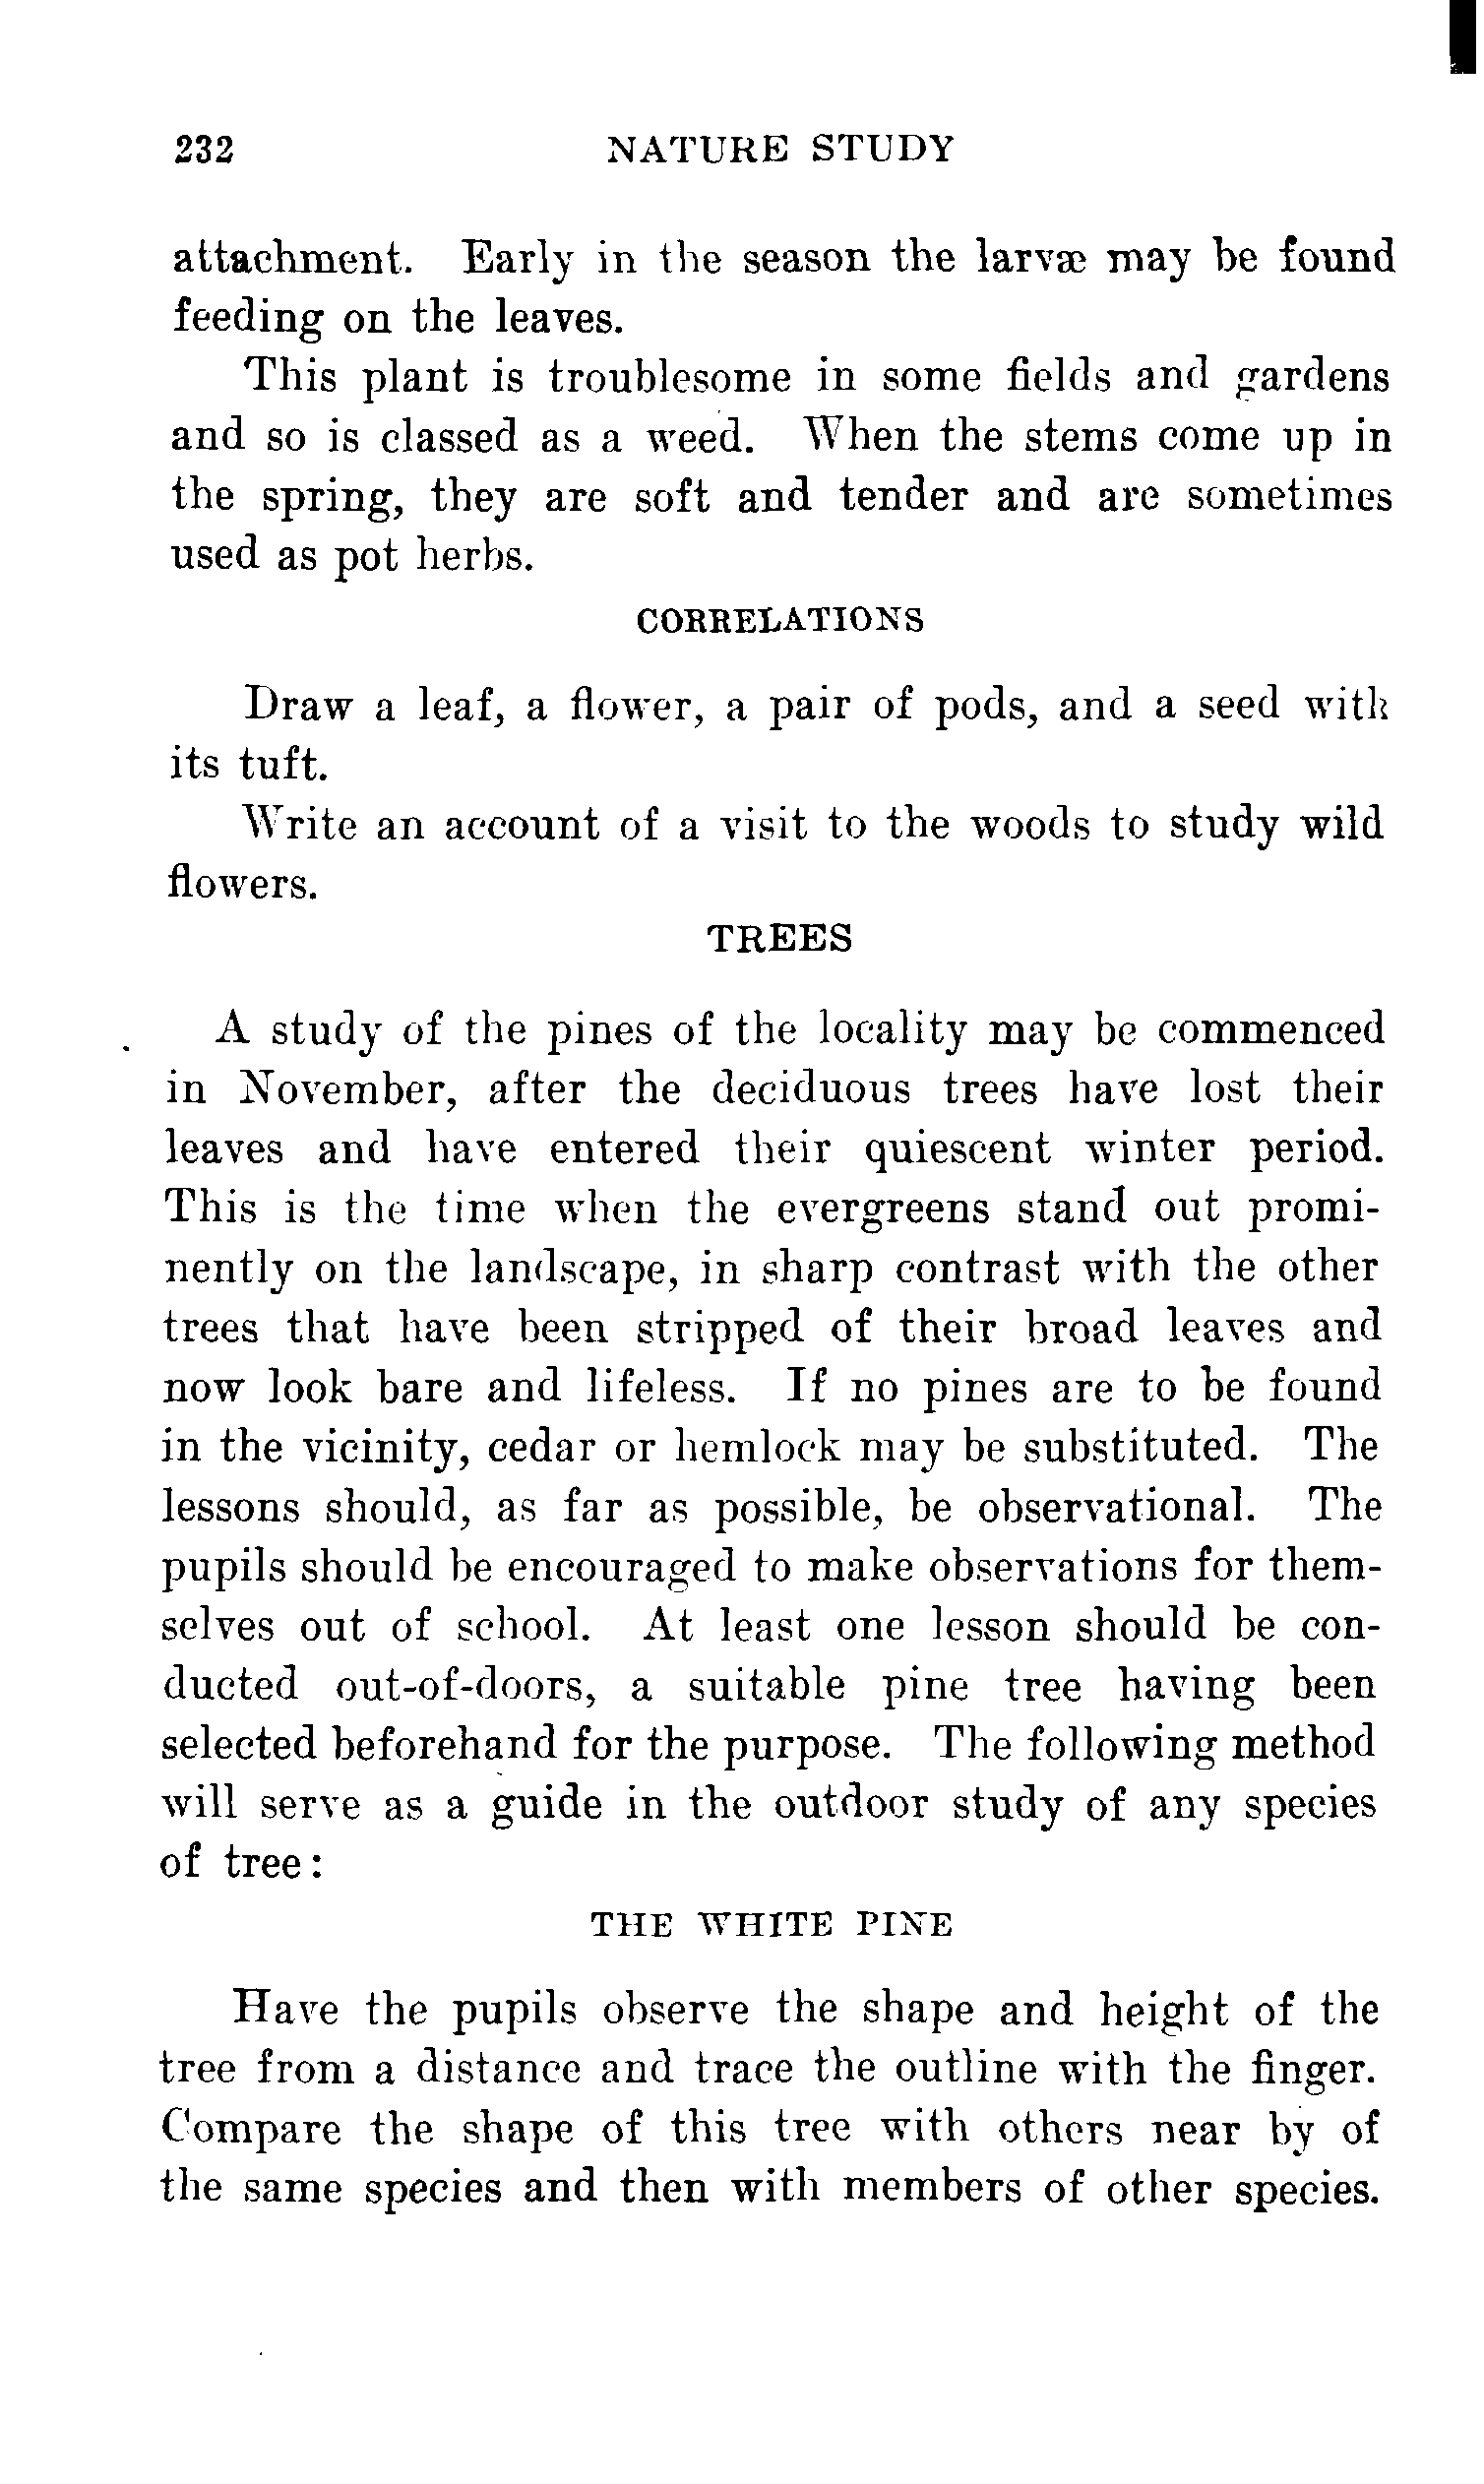 232 NATURE STUDY
attachment. Early in the season the larvæ may be found
feeding on the leaves.
This plant is troublesome in some fields and gardens
and so is classed as a weed. When the stems come up in
the spring, they are soft and tender and are sometimes
used as pot herbs.
CORRELATIONS
Draw a leaf, a flower, a pair of pods, and a seed with
its tuft.
Write an account of a visit to the woods to study wild
flowers.
TREES
A study of the pines of the locality may be commenced
in November, after the deciduous trees have lost their
leaves and have entered their quiescent winter period.
This is the time when the evergreens stand out promi-
nently on the landscape, in sharp contrast with the other
trees that have been stripped of their broad leaves and
now look bare and lifeless. If no pines are to be found
in the vicinity, cedar or hemlock may be substituted. The
lessons should, as far as possible, be observational. The
pupils should be encouraged to make observations for them-
selves out of school. At least one lesson should be con-
ducted out-of-doors, a suitable pine tree having been
selected beforehand for the purpose. The following method
will serve as a guide in the outdoor study of any species
of tree:
THE WHITE PINE
Have the pupils observe the shape and height of the
tree from a distance and trace the outline with the finger.
Compare the shape of this tree with others near by of
the same species and then with members of other species.